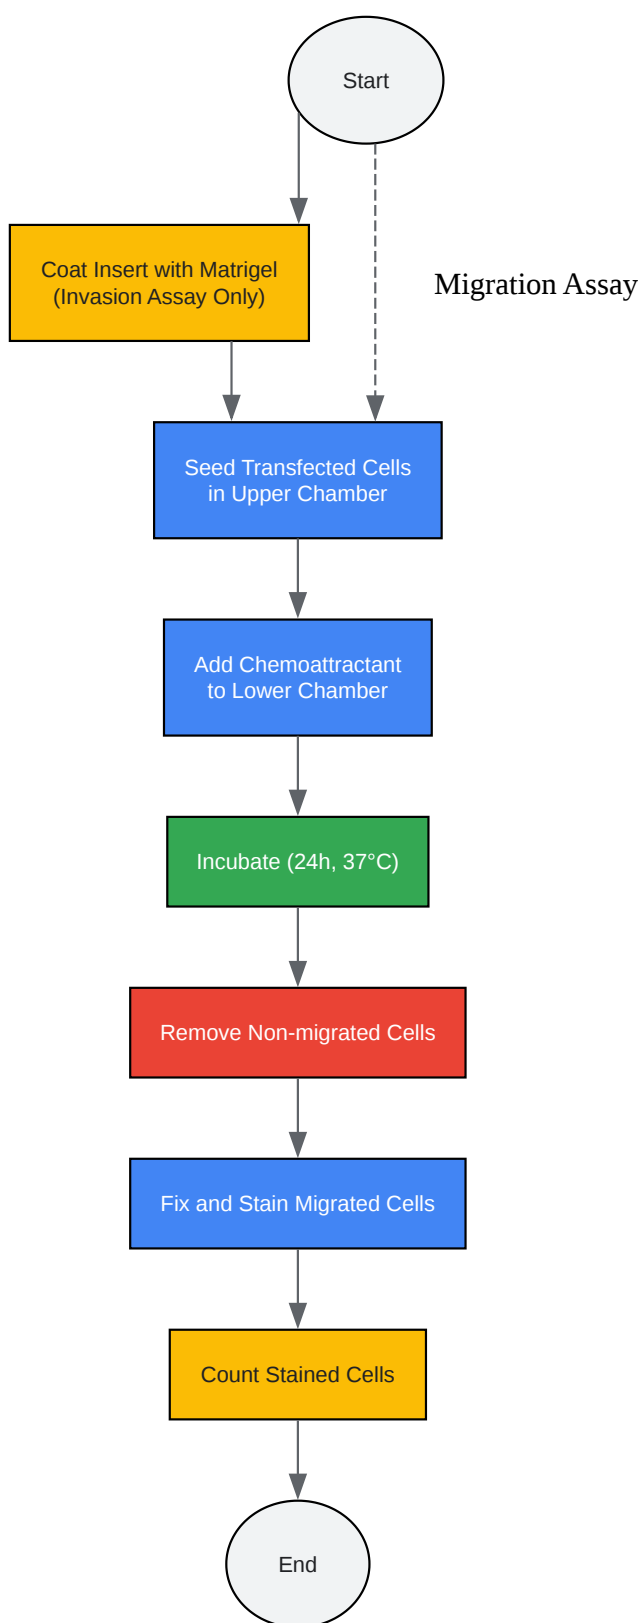 Start
Coat Insert with Matrigel
(Invasion Assay Only)
Migration Assay
Seed Transfected Cells
in Upper Chamber
Add Chemoattractant
to Lower Chamber
Incubate (24h, 37°C)
Remove Non-migrated Cells
Fix and Stain Migrated Cells
Count Stained Cells
End